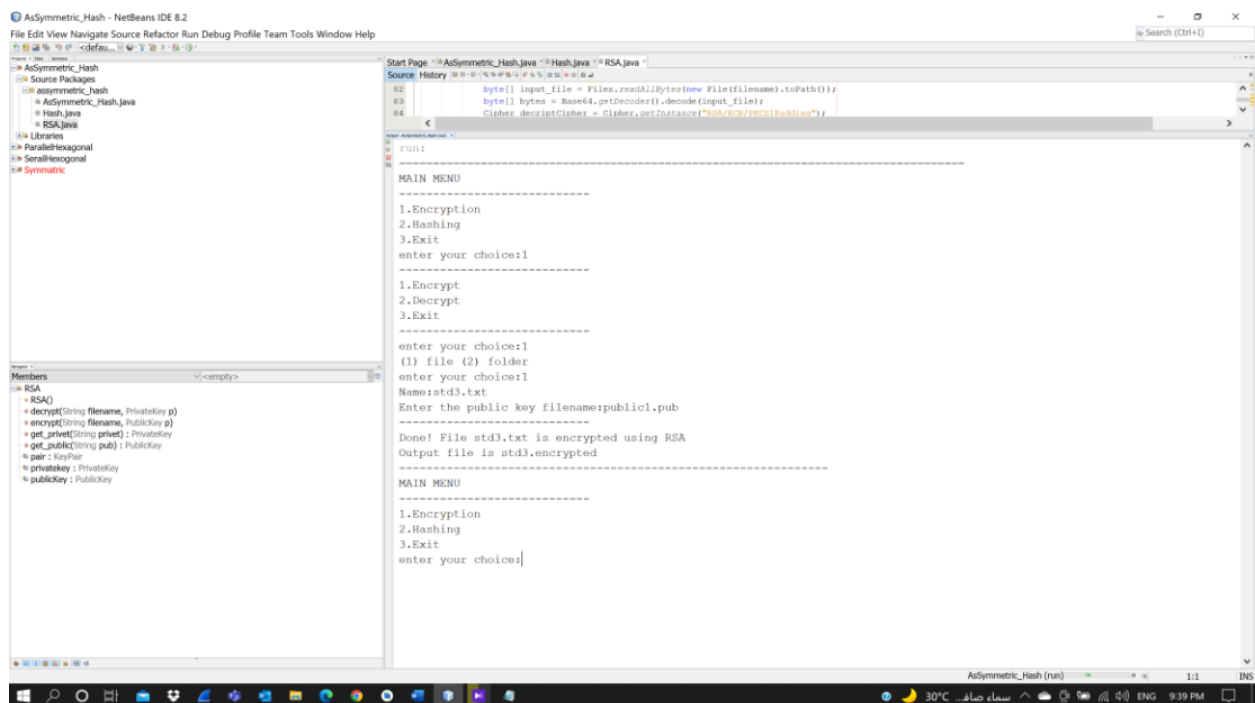 AsSymmetric_Hash - NetBeans IDE 8.2
File Edit View Navigate Source Refactor Run Debug Profile Team Tools Window Help
Search (Ctrl+I)
<defau...
AsSymmetric_Hash
Source Packages
assymmetric_hash
AsSymmetric_Hash.java
Hash.java
RSA.java
Libraries
ParallelHexagonal
SerailHexogonal
Symmatric
Start Page AsSymmetric_Hash.java Hash.java RSA.java
Source History
82 byte[] input_file = Files.readAllBytes(new File(filename).toPath());
83 byte[] bytes = Base64.getDecoder().decode(input_file);
84 Cipher decriptCipher = Cipher.getInstance("RSA/ECB/PKCS1Padding");
run:
MAIN MENU
----------------------------
1.Encryption
2.Hashing
3.Exit
enter your choice:1
----------------------------
1.Encrypt
2.Decrypt
3.Exit
----------------------------
enter your choice:1
(1) file (2) folder
enter your choice:1
Name:std3.txt
Enter the public key filename:public1.pub
----------------------------
Done! File std3.txt is encrypted using RSA
Output file is std3.encrypted
MAIN MENU
----------------------------
1.Encryption
2.Hashing
3.Exit
enter your choice:
Members
<empty>
RSA
RSA()
decrypt(String filename, PrivateKey p)
encrypt(String filename, PublicKey p)
get_privet(String privet) : PrivateKey
get_public(String pub) : PublicKey
pair : KeyPair
privatekey : PrivateKey
publicKey : PublicKey
AsSymmetric_Hash (run)
1:1 INS
30°C سماء صاف... ENG 9:39 PM